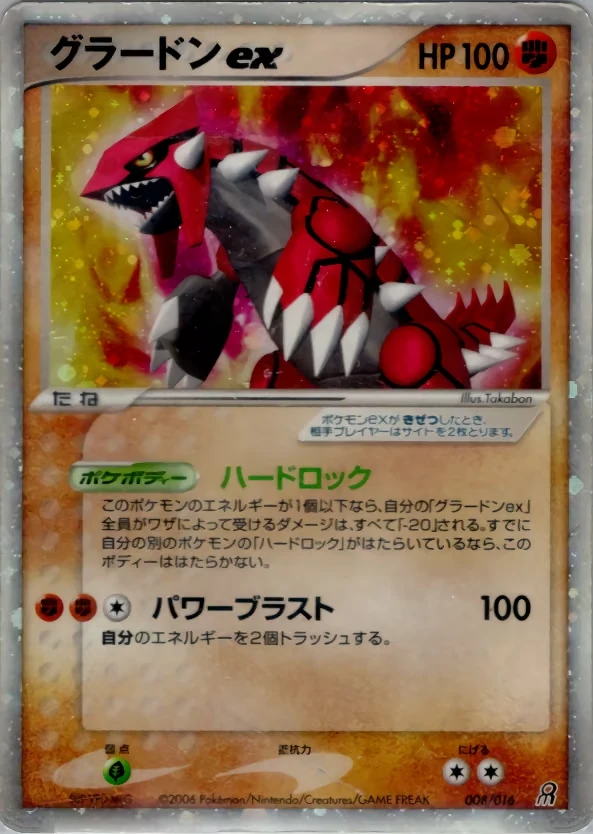 グラードンex HP100
たね Illus.Takabon
ポケモンexがきぜつしたとき、
相手プレイヤーはサイドを2枚とります。
ポケボディー ハードロック
このポケモンのエネルギーが1個以下なら、自分の「グラードンex」
全員がワザによって受けるダメージは、すべて「-20」される。すでに
自分の別のポケモンの「ハードロック」がはたらいているなら、この
ボディーははたらかない。
パワーブラスト 100
自分のエネルギーを2個トラッシュする。
弱点 抵抗力 にげる
©2006 Pokémon/Nintendo/Creatures/GAME FREAK 008/016